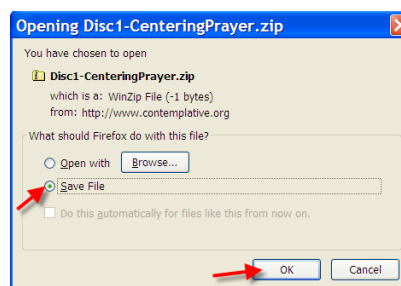 Opening Disc1-CenteringPrayer.zip
You have chosen to open
Disc1-CenteringPrayer.zip
which is a: WinZip File (-1 bytes)
from: http://www.contemplative.org
What should Firefox do with this file?
Open with Browse...
Save File
Do this automatically for files like this from now on.
OK Cancel